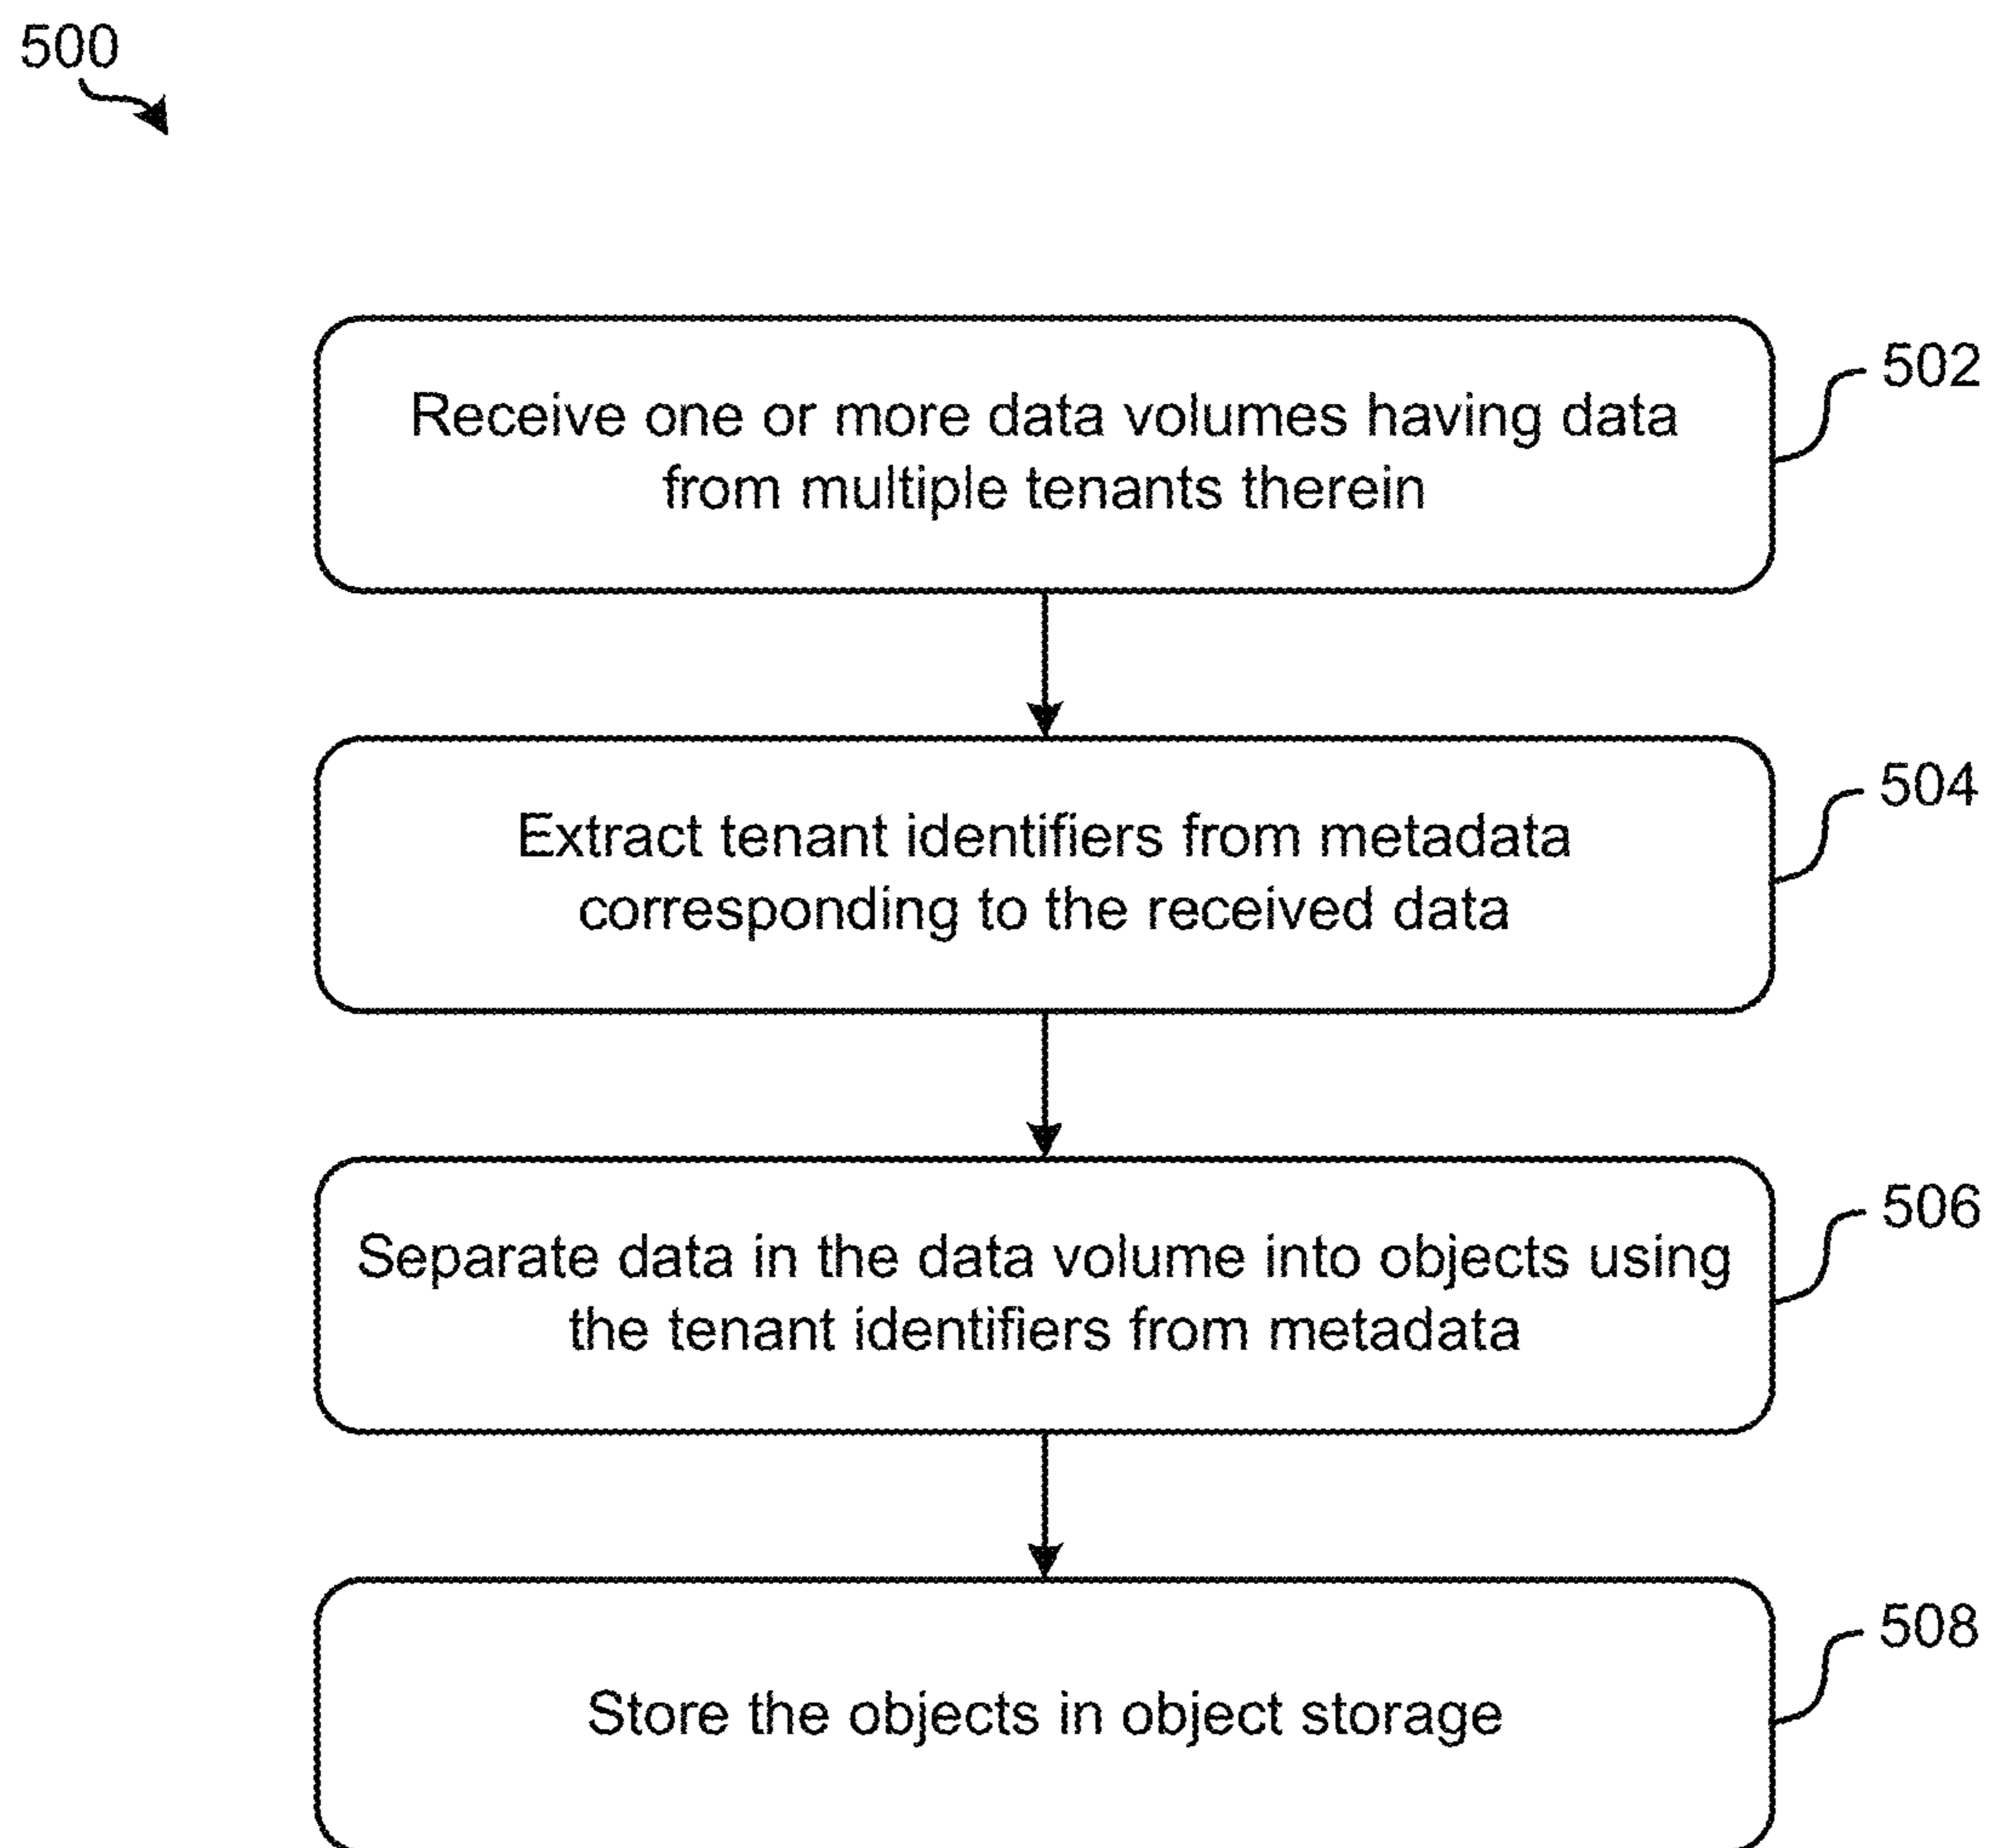 500
Receive one or more data volumes having data
from multiple tenants therein
502
Extract tenant identifiers from metadata
corresponding to the received data
504
Separate data in the data volume into objects using
the tenant identifiers from metadata
506
Store the objects in object storage
508